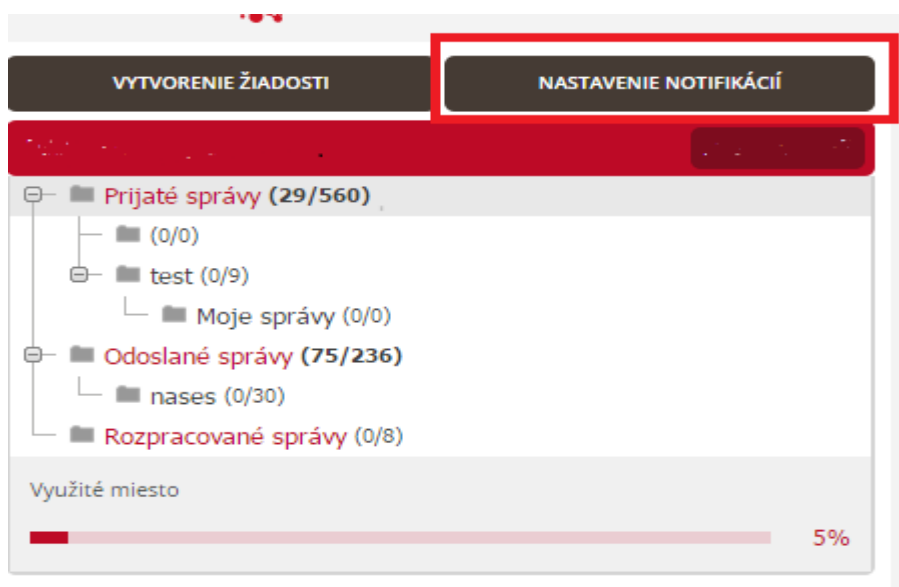 VYTVORENIE ŽIADOSTI
NASTAVENIE NOTIFIKÁCIÍ
Prijaté správy (29/560)
(0/0)
test (0/9)
Moje správy (0/0)
Odoslané správy (75/236)
nases (0/30)
Rozpracované správy (0/8)
Využité miesto
5%